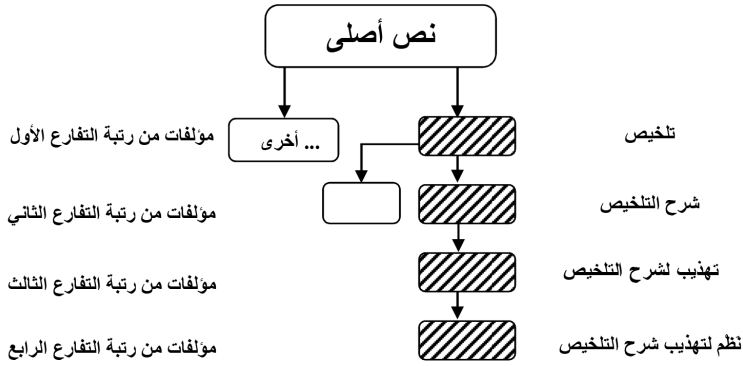 نص أصلى
تلخيص
... أخرى
مؤلفات من رتبة التفارع الأول
شرح التلخيص
مؤلفات من رتبة التفارع الثاني
تهذيب لشرح التلخيص
مؤلفات من رتبة التفارع الثالث
نظْم لتهذيب شرح التلخيص
مؤلفات من رتبة التفارع الرابع